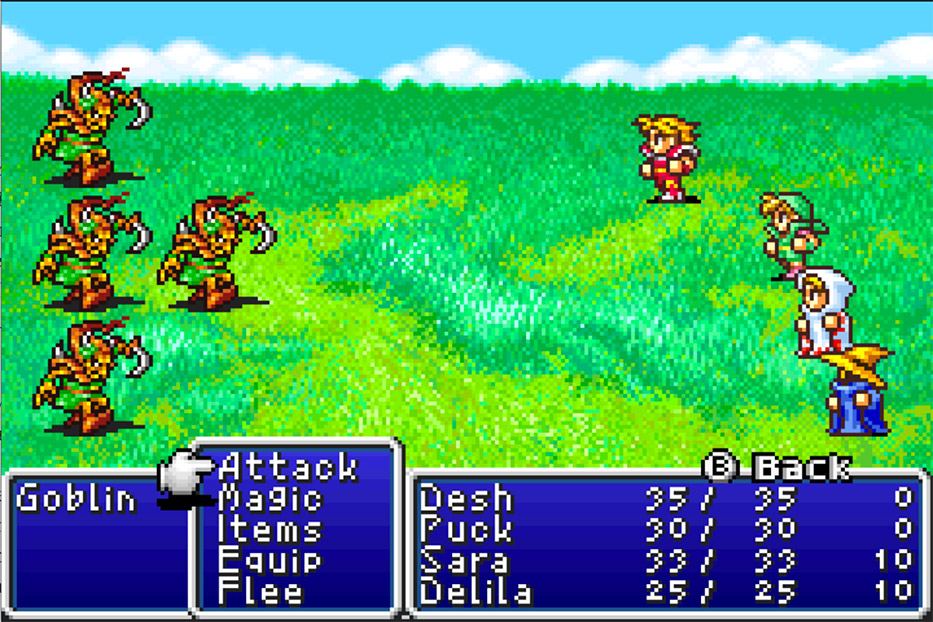 Goblin
Attack
Magic
Items
Equip
Flee
B Back
Desh 35/ 35 0
Puck 30/ 30 0
Sara 33/ 33 10
Delila 25/ 25 10